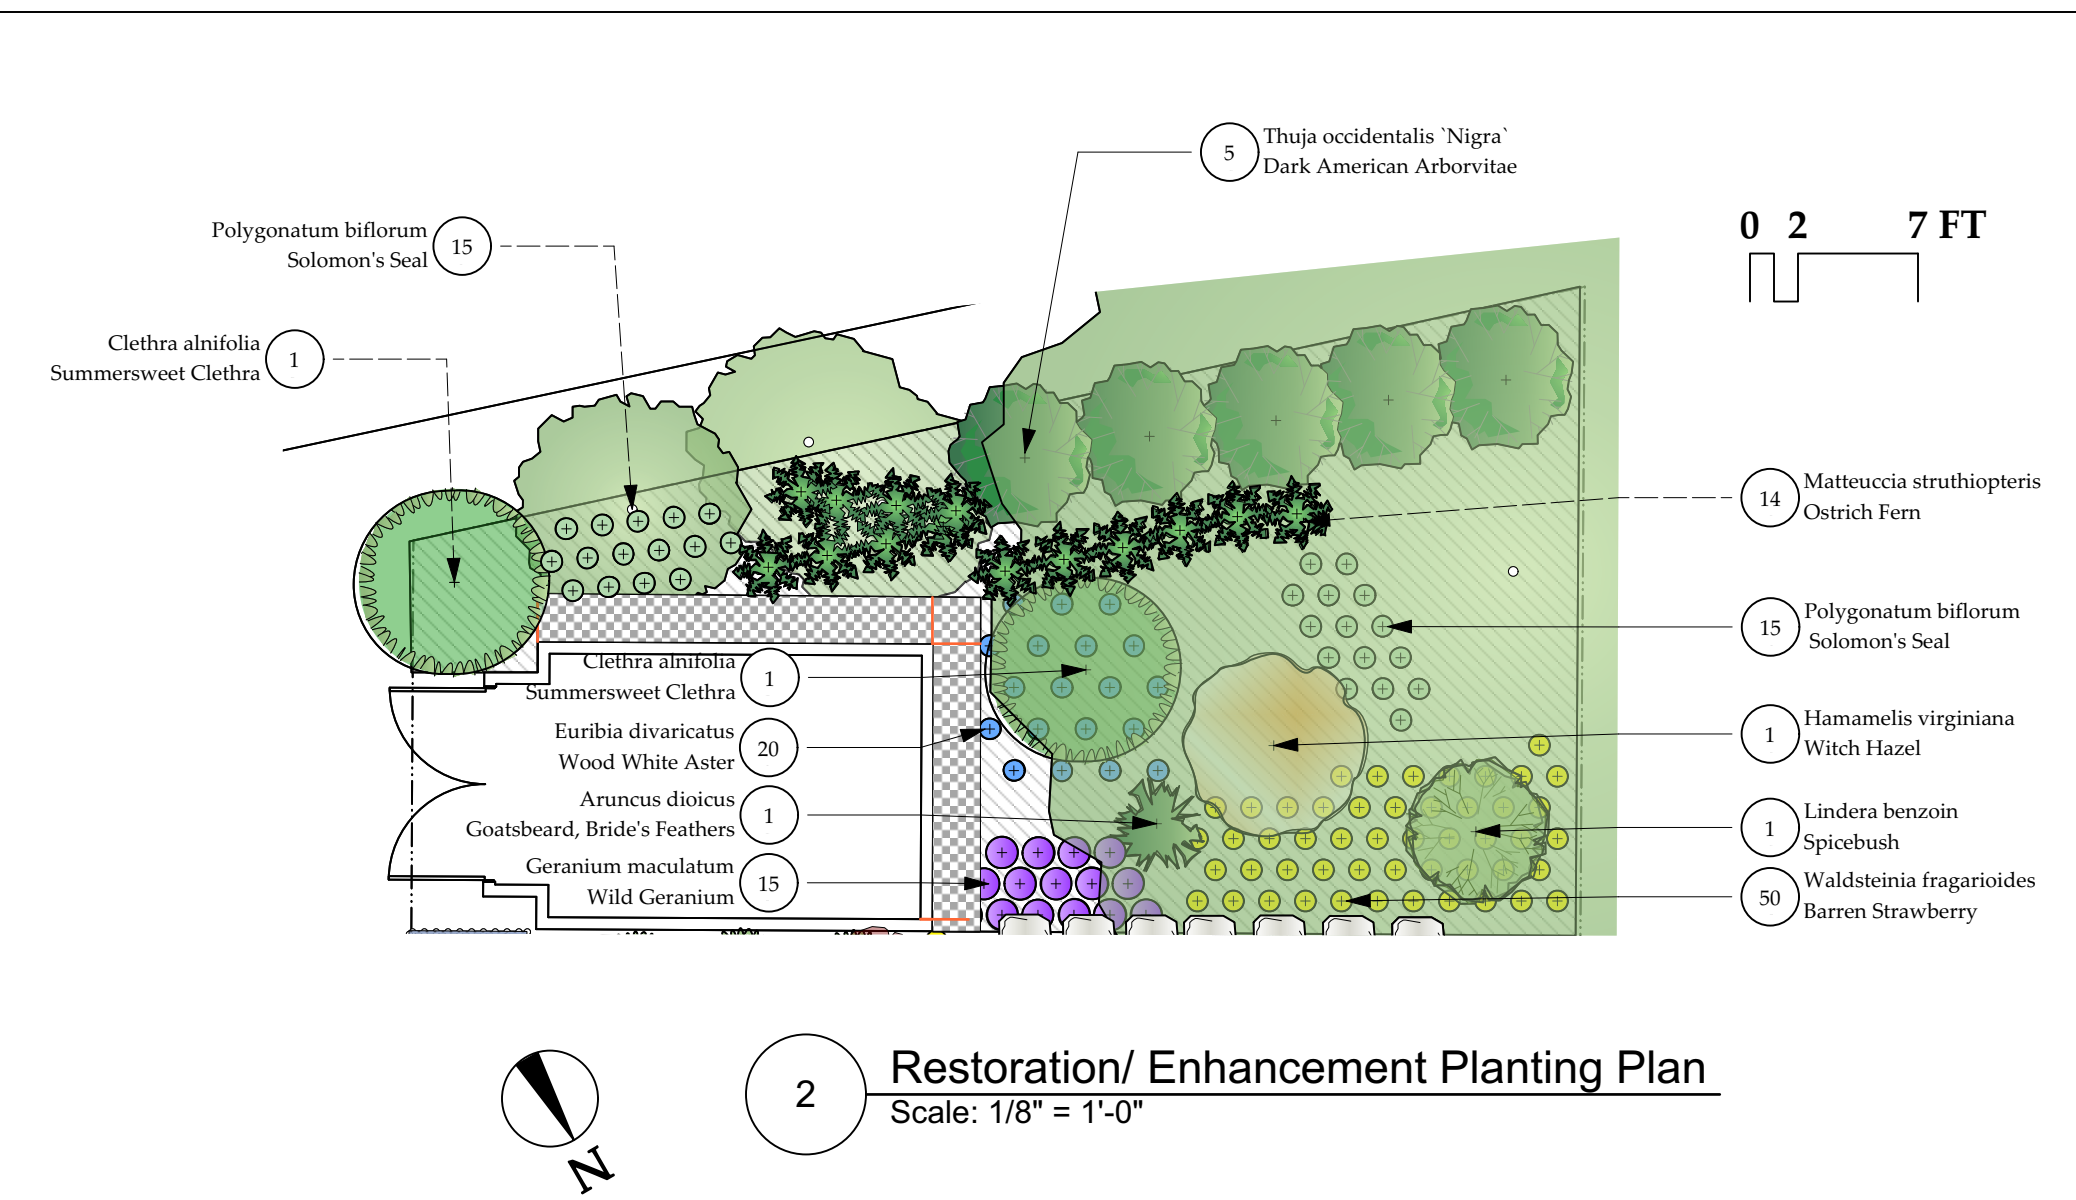 Thuja occidentalis `Nigra`
5
Dark American Arborvitae
Polygonatum biflorum
15
Solomon's Seal
0 2 7 FT
Clethra alnifolia
1
Summersweet Clethra
Matteuccia struthiopteris
14
Ostrich Fern
Polygonatum biflorum
15
Solomon's Seal
Clethra alnifolia
1
Summersweet Clethra
Euribia divaricatus
20
Wood White Aster
Aruncus dioicus
1
Goatsbeard, Bride's Feathers
Geranium maculatum
15
Wild Geranium
Hamamelis virginiana
1
Witch Hazel
Lindera benzoin
1
Spicebush
Waldsteinia fragarioides
50
Barren Strawberry
N
2
Restoration/ Enhancement Planting Plan
Scale: 1/8" = 1'-0"